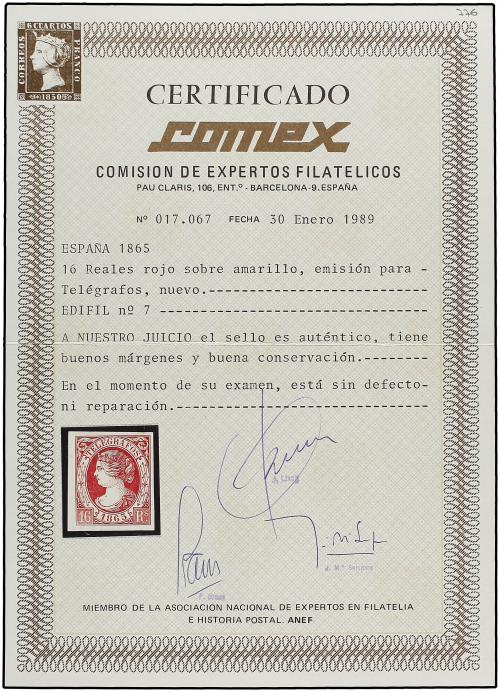 276
6 CUARTOS
CORREOS
FRANCO
1850
CERTIFICADO
comex
COMISION DE EXPERTOS FILATELICOS
PAU CLARIS, 106, ENT.º - BARCELONA-9. ESPAÑA
Nº 017.067 FECHA 30 Enero 1989
ESPAÑA 1865
16 Reales rojo sobre amarillo, emisión para -
Telégrafos, nuevo.-------------------------
EDIFIL nº 7 --------------------------------
A NUESTRO JUICIO el sello es auténtico, tiene
buenos márgenes y buena conservación.-------
En el momento de su examen, está sin defecto-
ni reparación.-----------------------------
TELEGRAFOS
1865
16 Rs
MIEMBRO DE LA ASOCIACION NACIONAL DE EXPERTOS EN FILATELIA
E HISTORIA POSTAL. ANEF